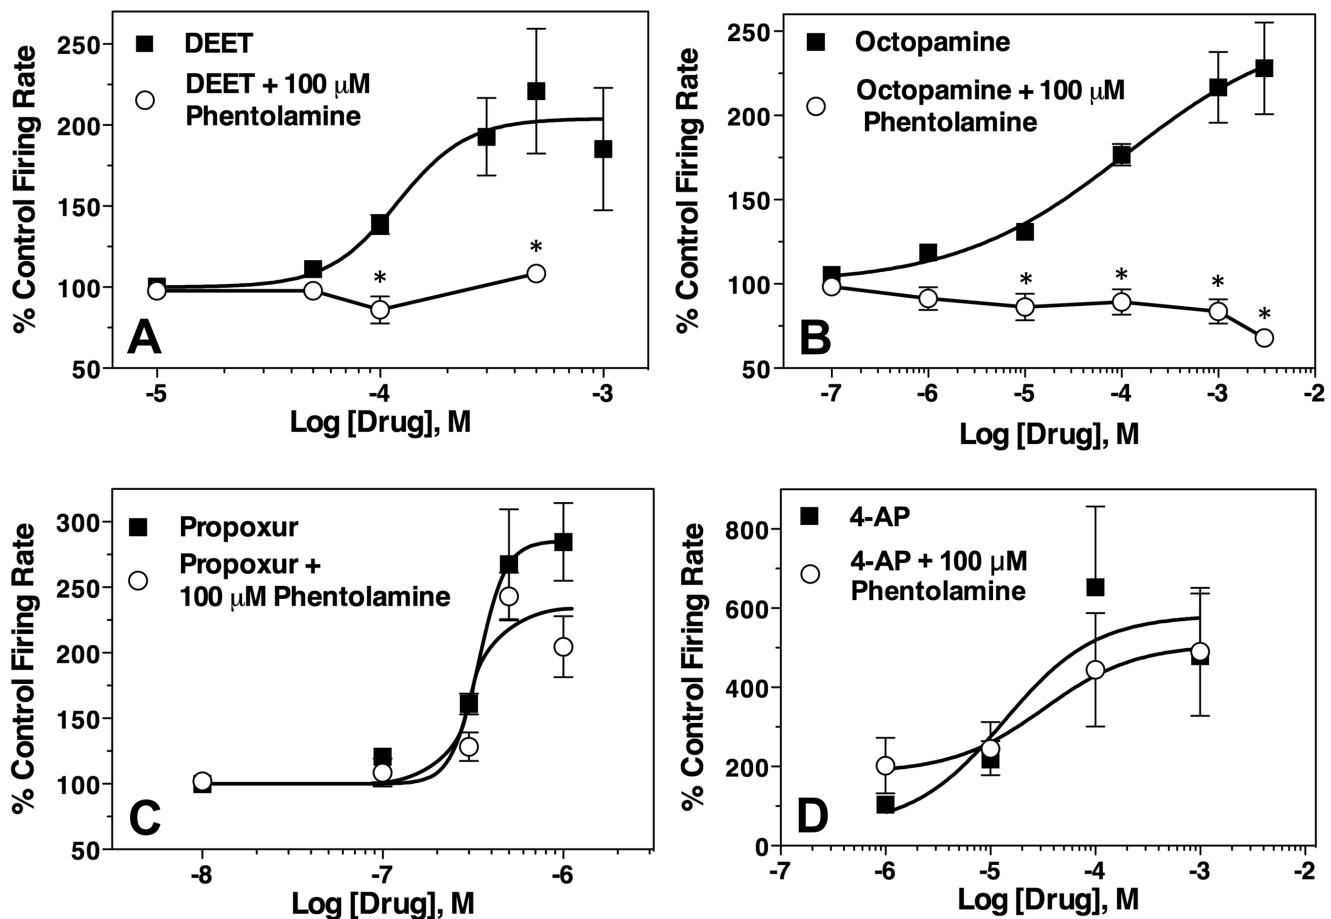 % Control Firing Rate
250
200
150
100
50
DEET
DEET + 100 μM
Phentolamine
*
*
A
-5
-4
-3
Log [Drug], M
% Control Firing Rate
250
200
150
100
50
Octopamine
Octopamine + 100 μM
Phentolamine
*
*
*
*
B
-7
-6
-5
-4
-3
-2
Log [Drug], M
% Control Firing Rate
300
250
200
150
100
50
Propoxur
Propoxur +
100 μM Phentolamine
C
-8
-7
-6
Log [Drug], M
% Control Firing Rate
800
600
400
200
0
4-AP
4-AP + 100 μM
Phentolamine
D
-7
-6
-5
-4
-3
-2
Log [Drug], M